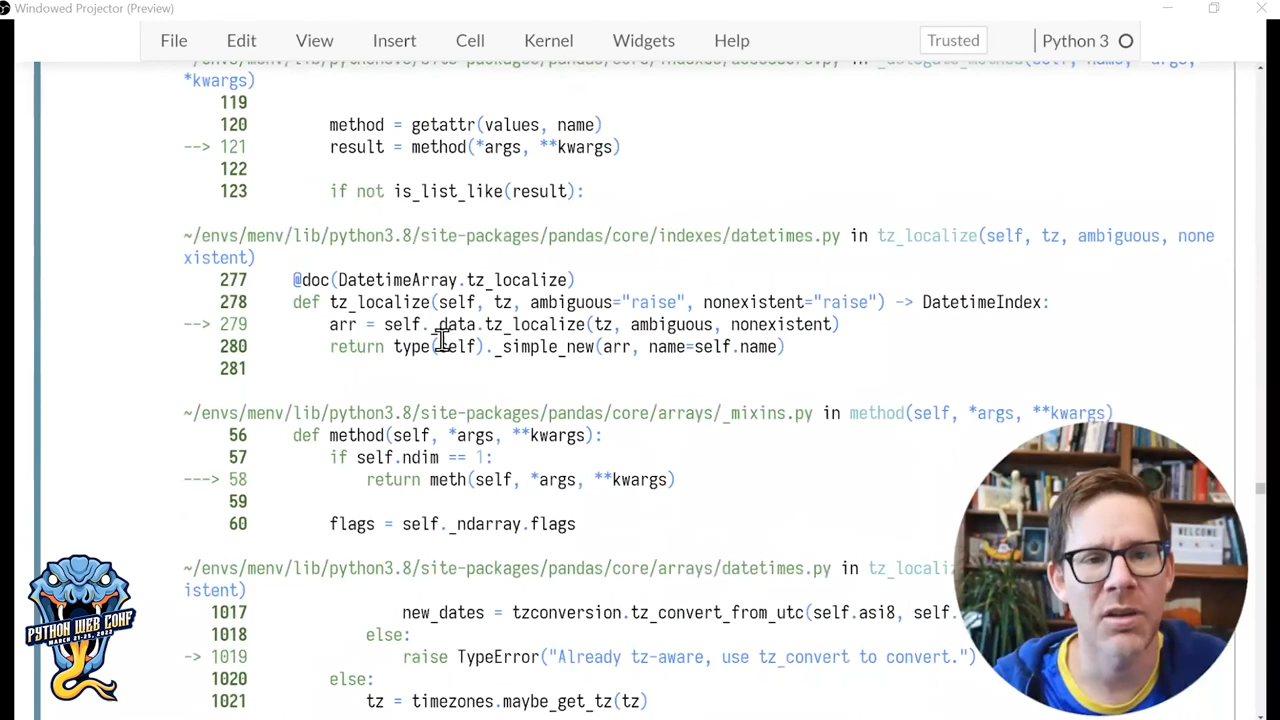 Windowed Projector (Preview)
File Edit View Insert Cell Kernel Widgets Help Trusted Python 3
*kwargs)
119
120 method = getattr(values, name)
--> 121 result = method(*args, **kwargs)
122
123 if not is_list_like(result):
~/envs/menv/lib/python3.8/site-packages/pandas/core/indexes/datetimes.py in tz_localize(self, tz, ambiguous, none
xistent)
277 @doc(DatetimeArray.tz_localize)
278 def tz_localize(self, tz, ambiguous="raise", nonexistent="raise") -> DatetimeIndex:
--> 279 arr = self._data.tz_localize(tz, ambiguous, nonexistent)
280 return type(self)._simple_new(arr, name=self.name)
281
~/envs/menv/lib/python3.8/site-packages/pandas/core/arrays/_mixins.py in method(self, *args, **kwargs)
56 def method(self, *args, **kwargs):
57 if self.ndim == 1:
---> 58 return meth(self, *args, **kwargs)
59
60 flags = self._ndarray.flags
~/envs/menv/lib/python3.8/site-packages/pandas/core/arrays/datetimes.py in tz_locali
istent)
1017 new_dates = tzconversion.tz_convert_from_utc(self.asi8, self.
1018 else:
-> 1019 raise TypeError("Already tz-aware, use tz_convert to convert.")
1020 else:
1021 tz = timezones.maybe_get_tz(tz)
PYTHON WEB CONF
MARCH 21-25, 2022
WELCOME